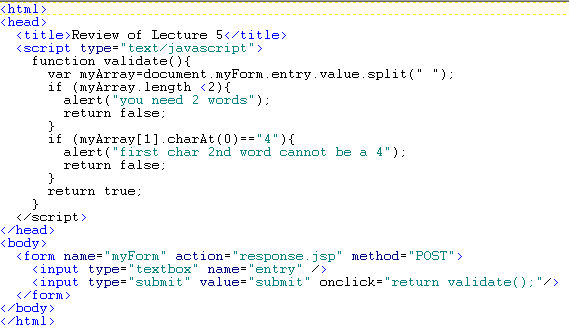 <html>
<head>
  <title>Review of Lecture 5</title>
  <script type="text/javascript">
    function validate(){
      var myArray=document.myForm.entry.value.split(" ");
      if (myArray.length <2){
        alert("you need 2 words");
        return false;
      }
      if (myArray[1].charAt(0)=="4"){
        alert("first char 2nd word cannot be a 4");
        return false;
      }
      return true;
    }
  </script>
</head>
<body>
  <form name="myForm" action="response.jsp" method="POST">
    <input type="textbox" name="entry" />
    <input type="submit" value="submit" onclick="return validate();"/>
  </form>
</body>
</html>